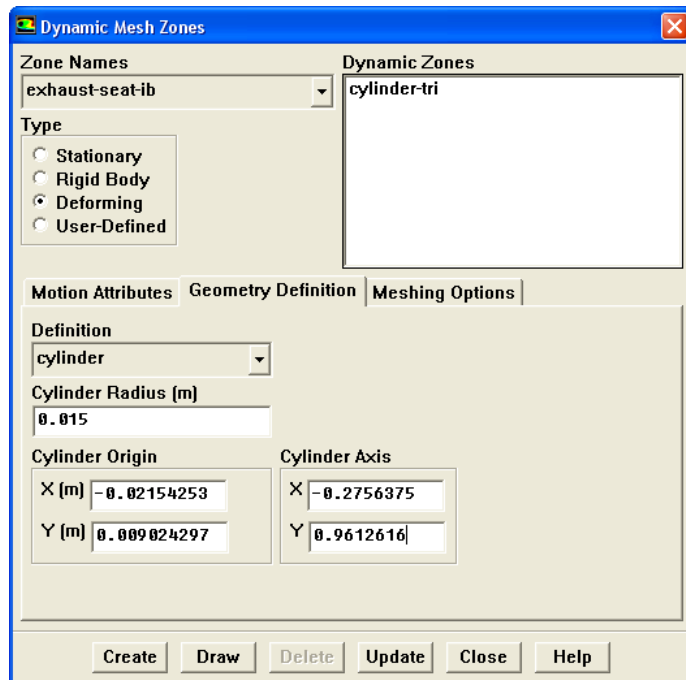 Dynamic Mesh Zones
Zone Names
exhaust-seat-ib
Type
Stationary
Rigid Body
Deforming
User-Defined
Dynamic Zones
cylinder-tri
Motion Attributes Geometry Definition Meshing Options
Definition
cylinder
Cylinder Radius (m)
0.015
Cylinder Origin
X (m) -0.02154253
Y (m) 0.009024297
Cylinder Axis
X -0.2756375
Y 0.9612616
Create Draw Delete Update Close Help